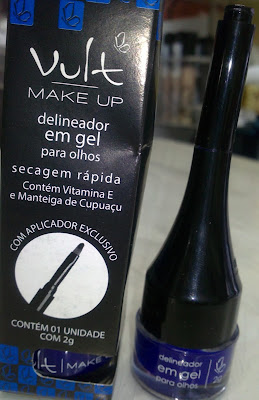 Vult
MAKE UP
delineador
em gel
para olhos
secagem rápida
Contém Vitamina E
e Manteiga de Cupuaçu
COM APLICADOR EXCLUSIVO
CONTÉM 01 UNIDADE
COM 2g
Vult MAKE
delineador
em gel
para olhos